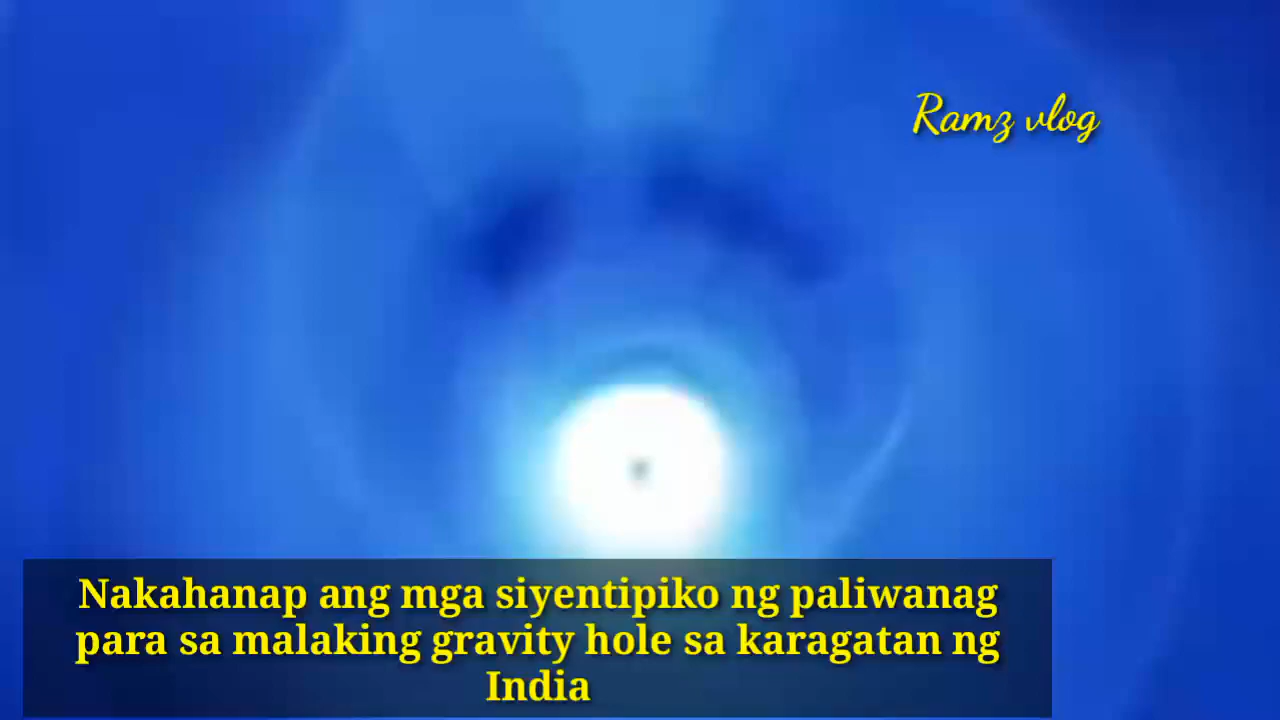 Ramz vlog
Nakahanap ang mga siyentipiko ng paliwanag
para sa malaking gravity hole sa karagatan ng
India